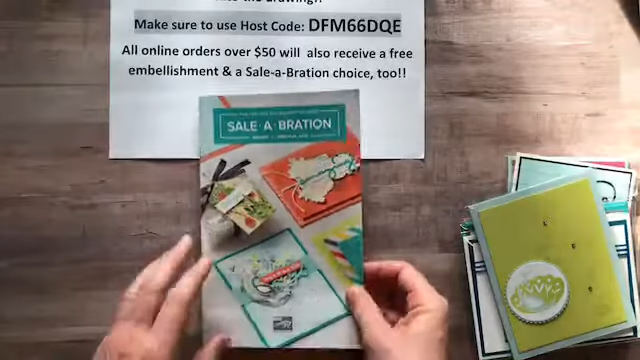 Make sure to use Host Code: DFM66DQE
All online orders over $50 will also receive a free
embellishment & a Sale-a-Bration choice, too!!
SALE·A·BRATION